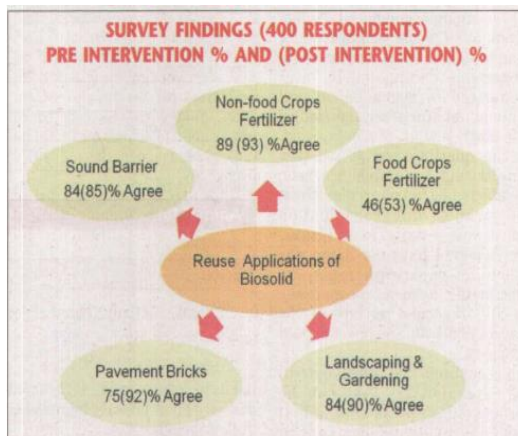 SURVEY FINDINGS (400 RESPONDENTS)
PRE INTERVENTION % AND (POST INTERVENTION) %
Non-food Crops
Fertilizer
89 (93) %Agree
Sound Barrier
84(85)% Agree
Food Crops
Fertilizer
46(53)%Agree
Reuse Applications of
Biosolid
Pavement Bricks
75(92)%Agree
Landscaping &
Gardening
84(90)%Agree